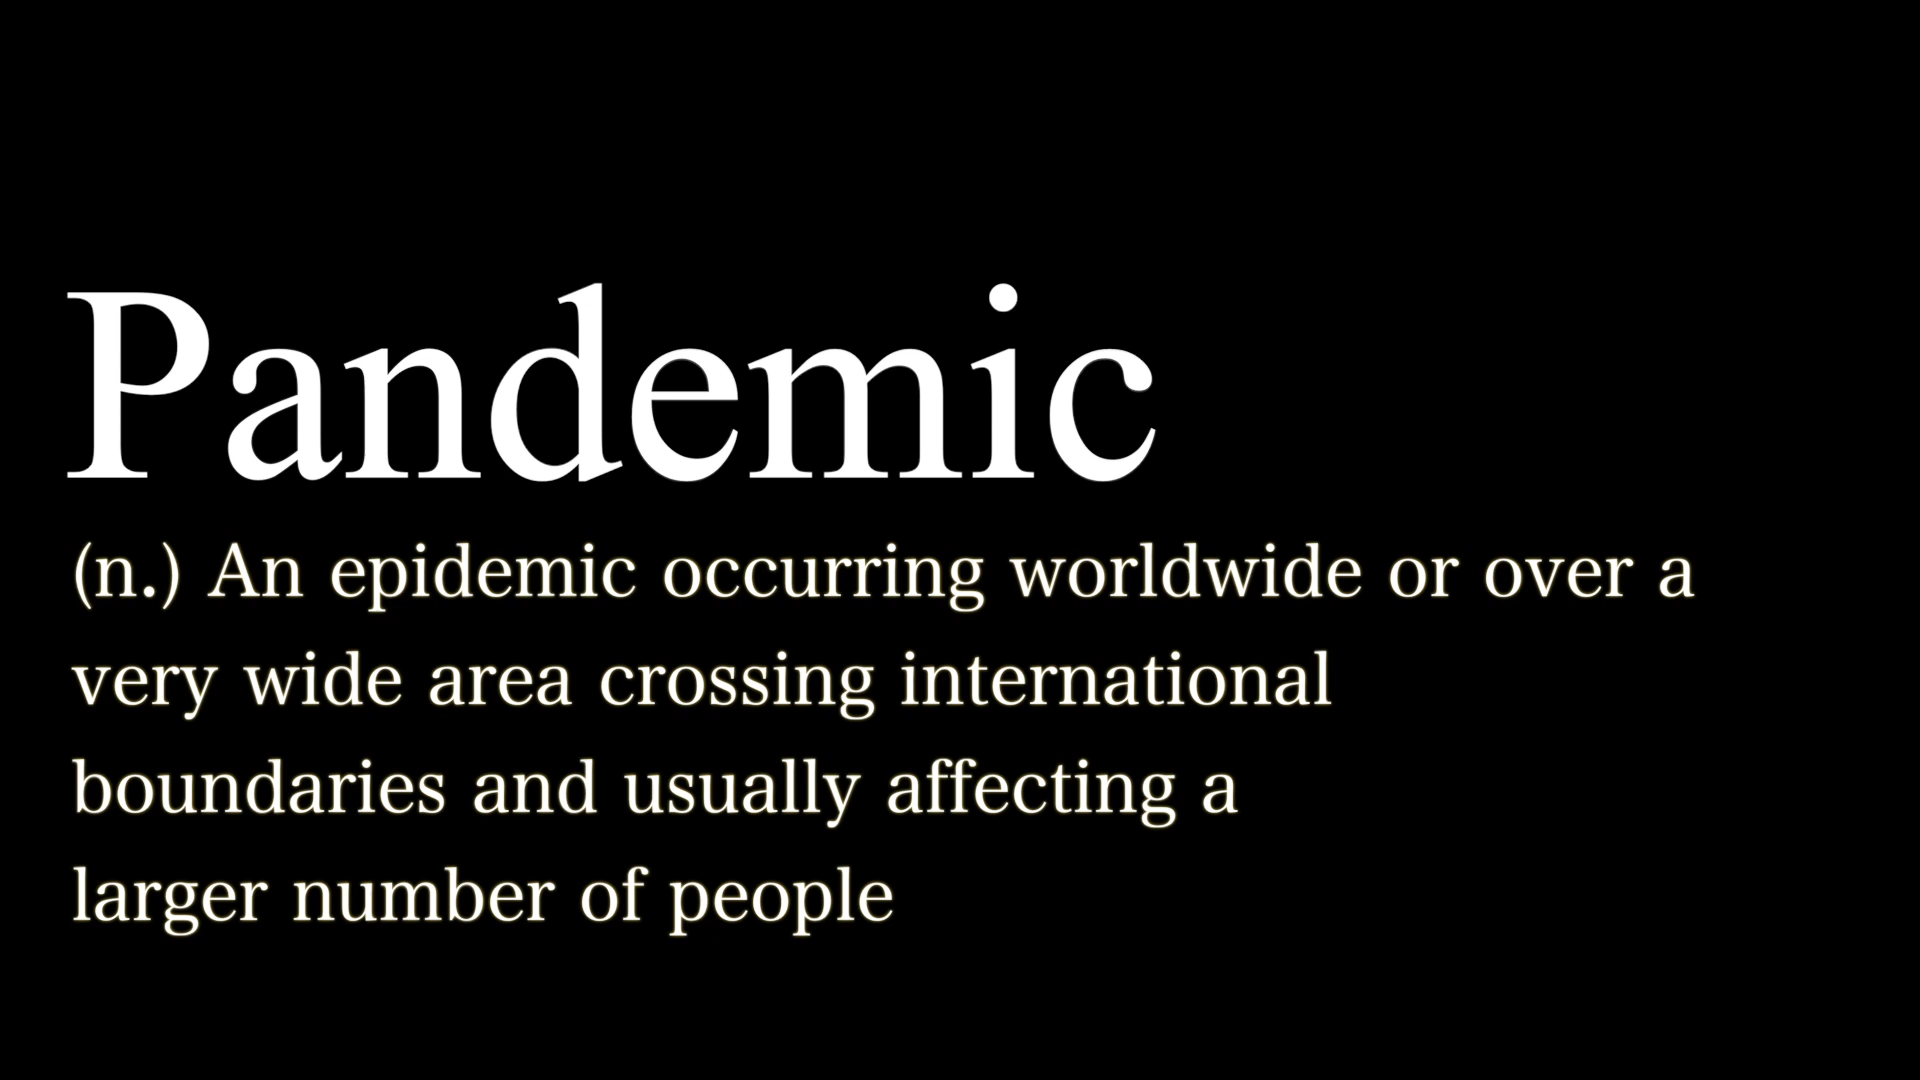 Pandemic
(n.) An epidemic occurring worldwide or over a
very wide area crossing international
boundaries and usually affecting a
larger number of people